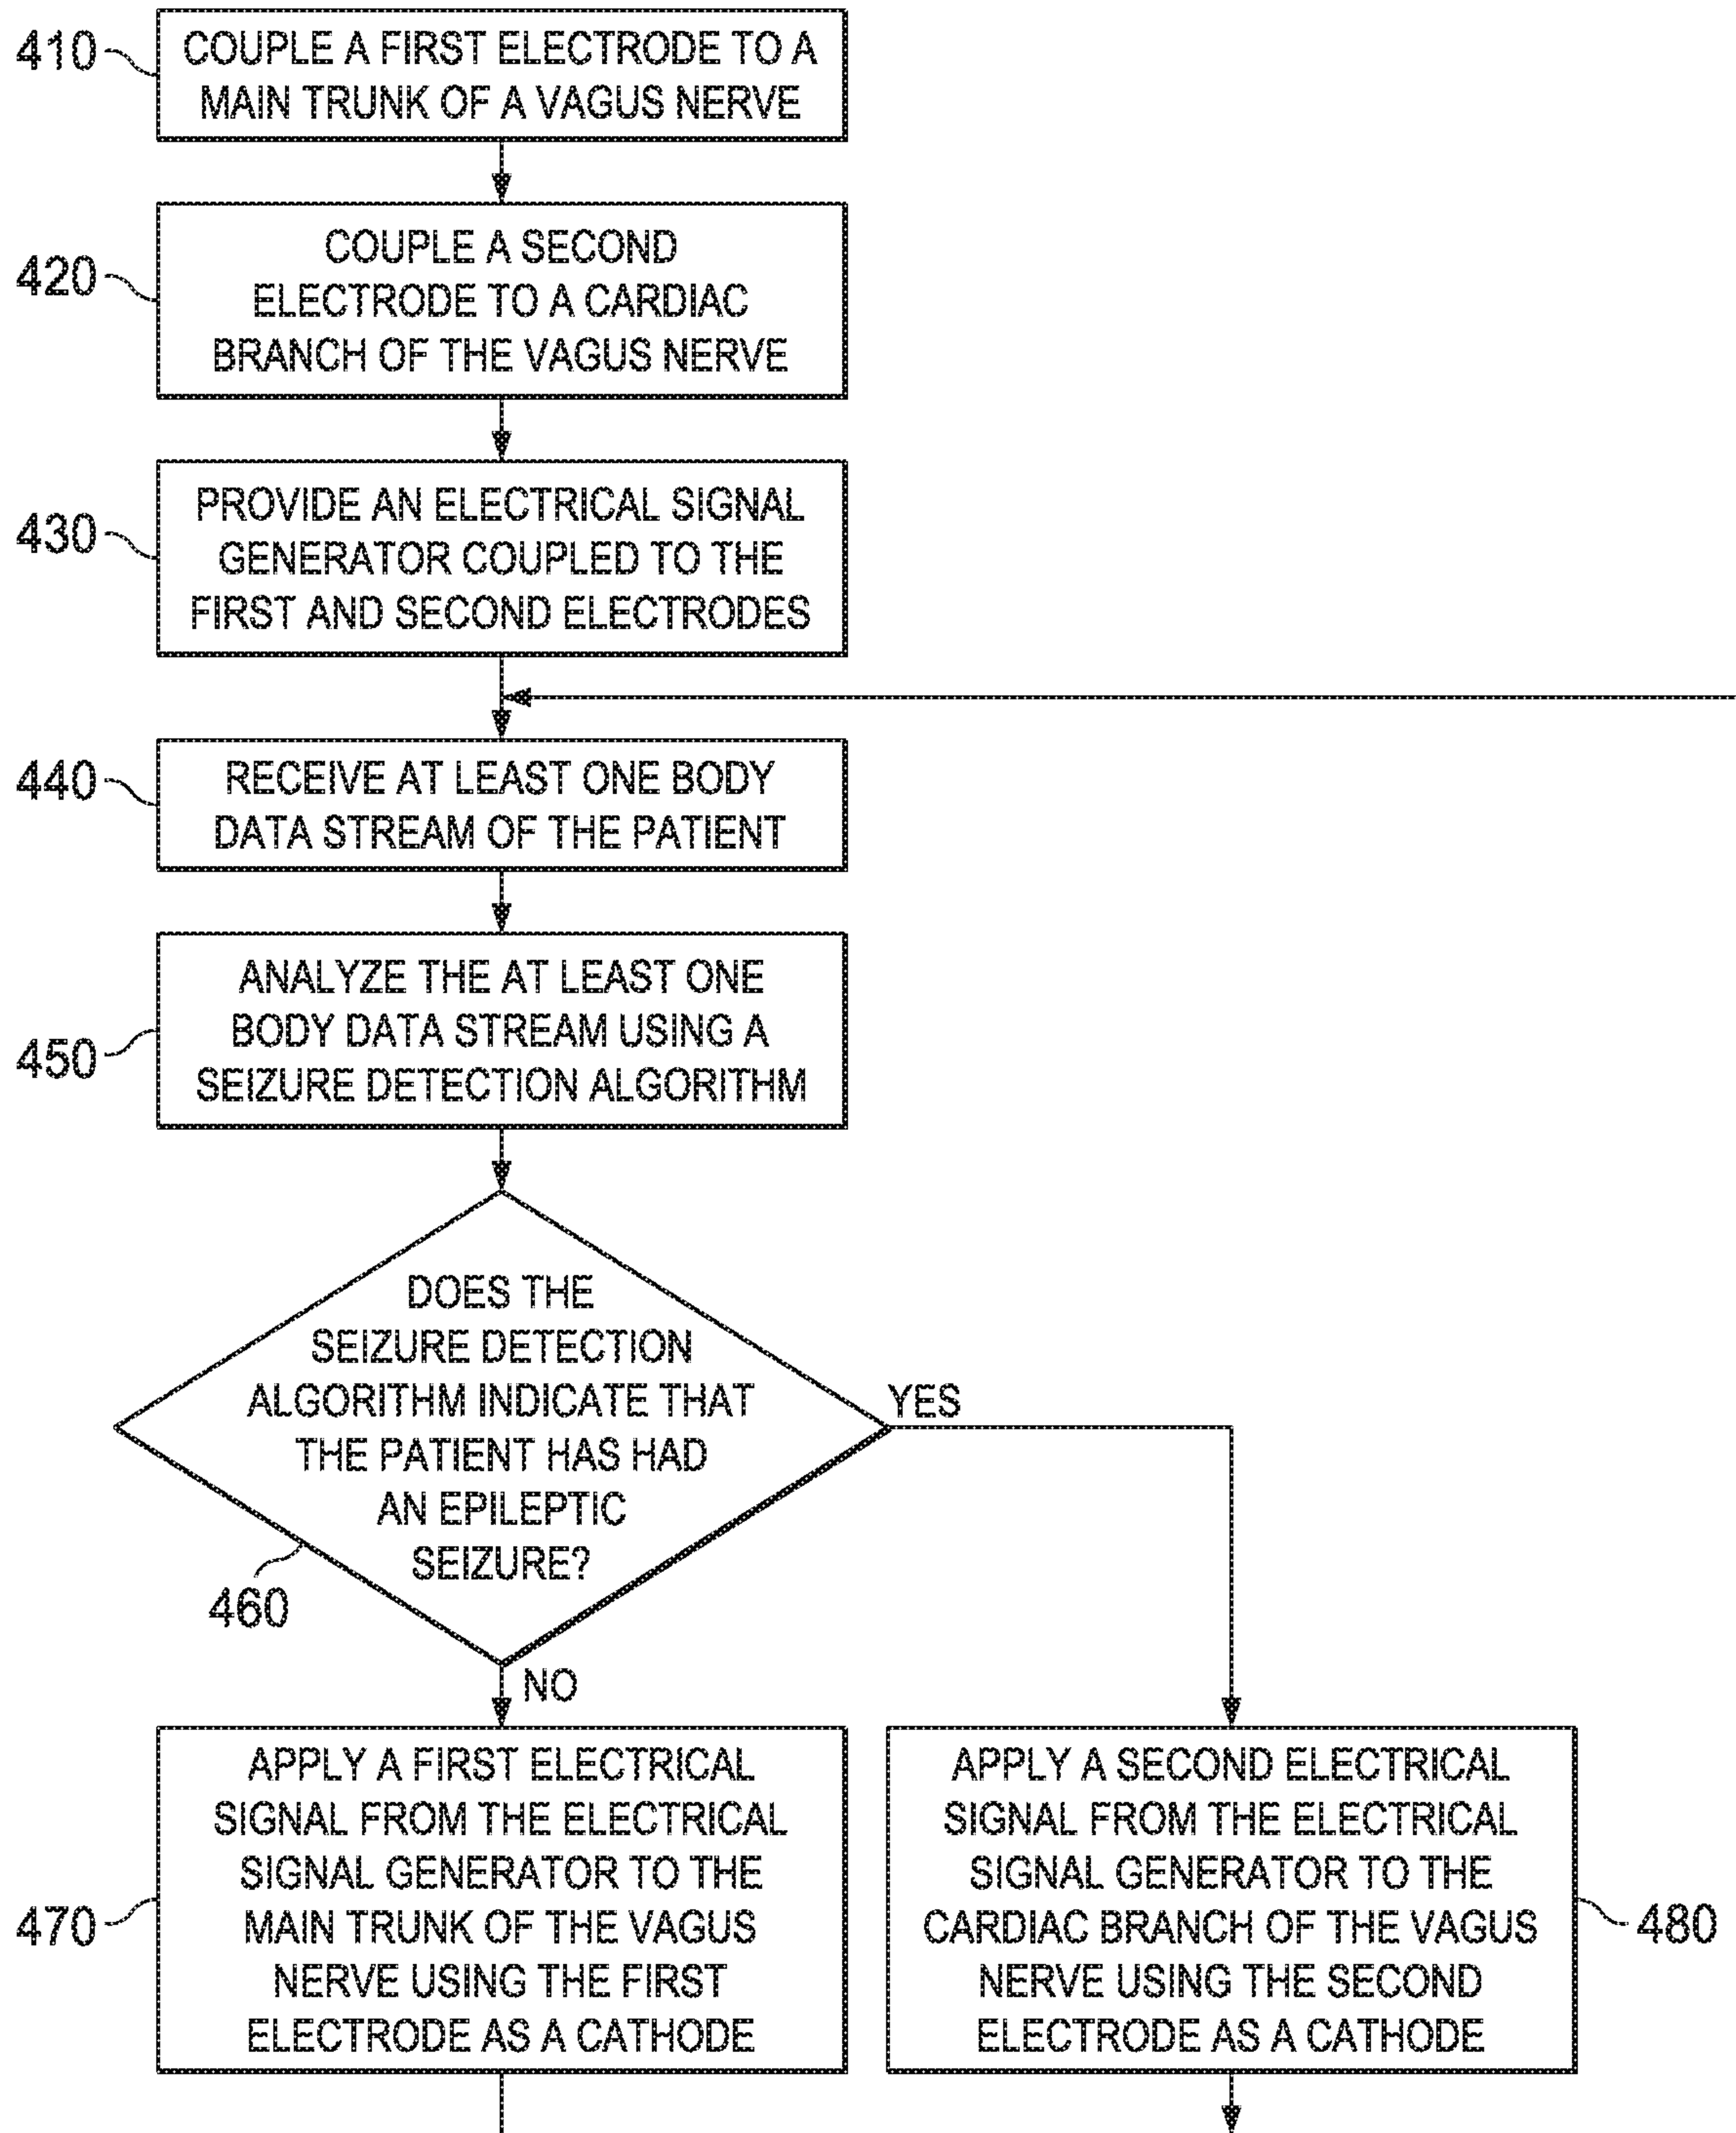 410
COUPLE A FIRST ELECTRODE TO A
MAIN TRUNK OF A VAGUS NERVE
420
COUPLE A SECOND
ELECTRODE TO A CARDIAC
BRANCH OF THE VAGUS NERVE
430
PROVIDE AN ELECTRICAL SIGNAL
GENERATOR COUPLED TO THE
FIRST AND SECOND ELECTRODES
440
RECEIVE AT LEAST ONE BODY
DATA STREAM OF THE PATIENT
450
ANALYZE THE AT LEAST ONE
BODY DATA STREAM USING A
SEIZURE DETECTION ALGORITHM
DOES THE
SEIZURE DETECTION
ALGORITHM INDICATE THAT
THE PATIENT HAS HAD
AN EPILEPTIC
SEIZURE?
460
YES
NO
470
APPLY A FIRST ELECTRICAL
SIGNAL FROM THE ELECTRICAL
SIGNAL GENERATOR TO THE
MAIN TRUNK OF THE VAGUS
NERVE USING THE FIRST
ELECTRODE AS A CATHODE
APPLY A SECOND ELECTRICAL
SIGNAL FROM THE ELECTRICAL
SIGNAL GENERATOR TO THE
CARDIAC BRANCH OF THE VAGUS
NERVE USING THE SECOND
ELECTRODE AS A CATHODE
480